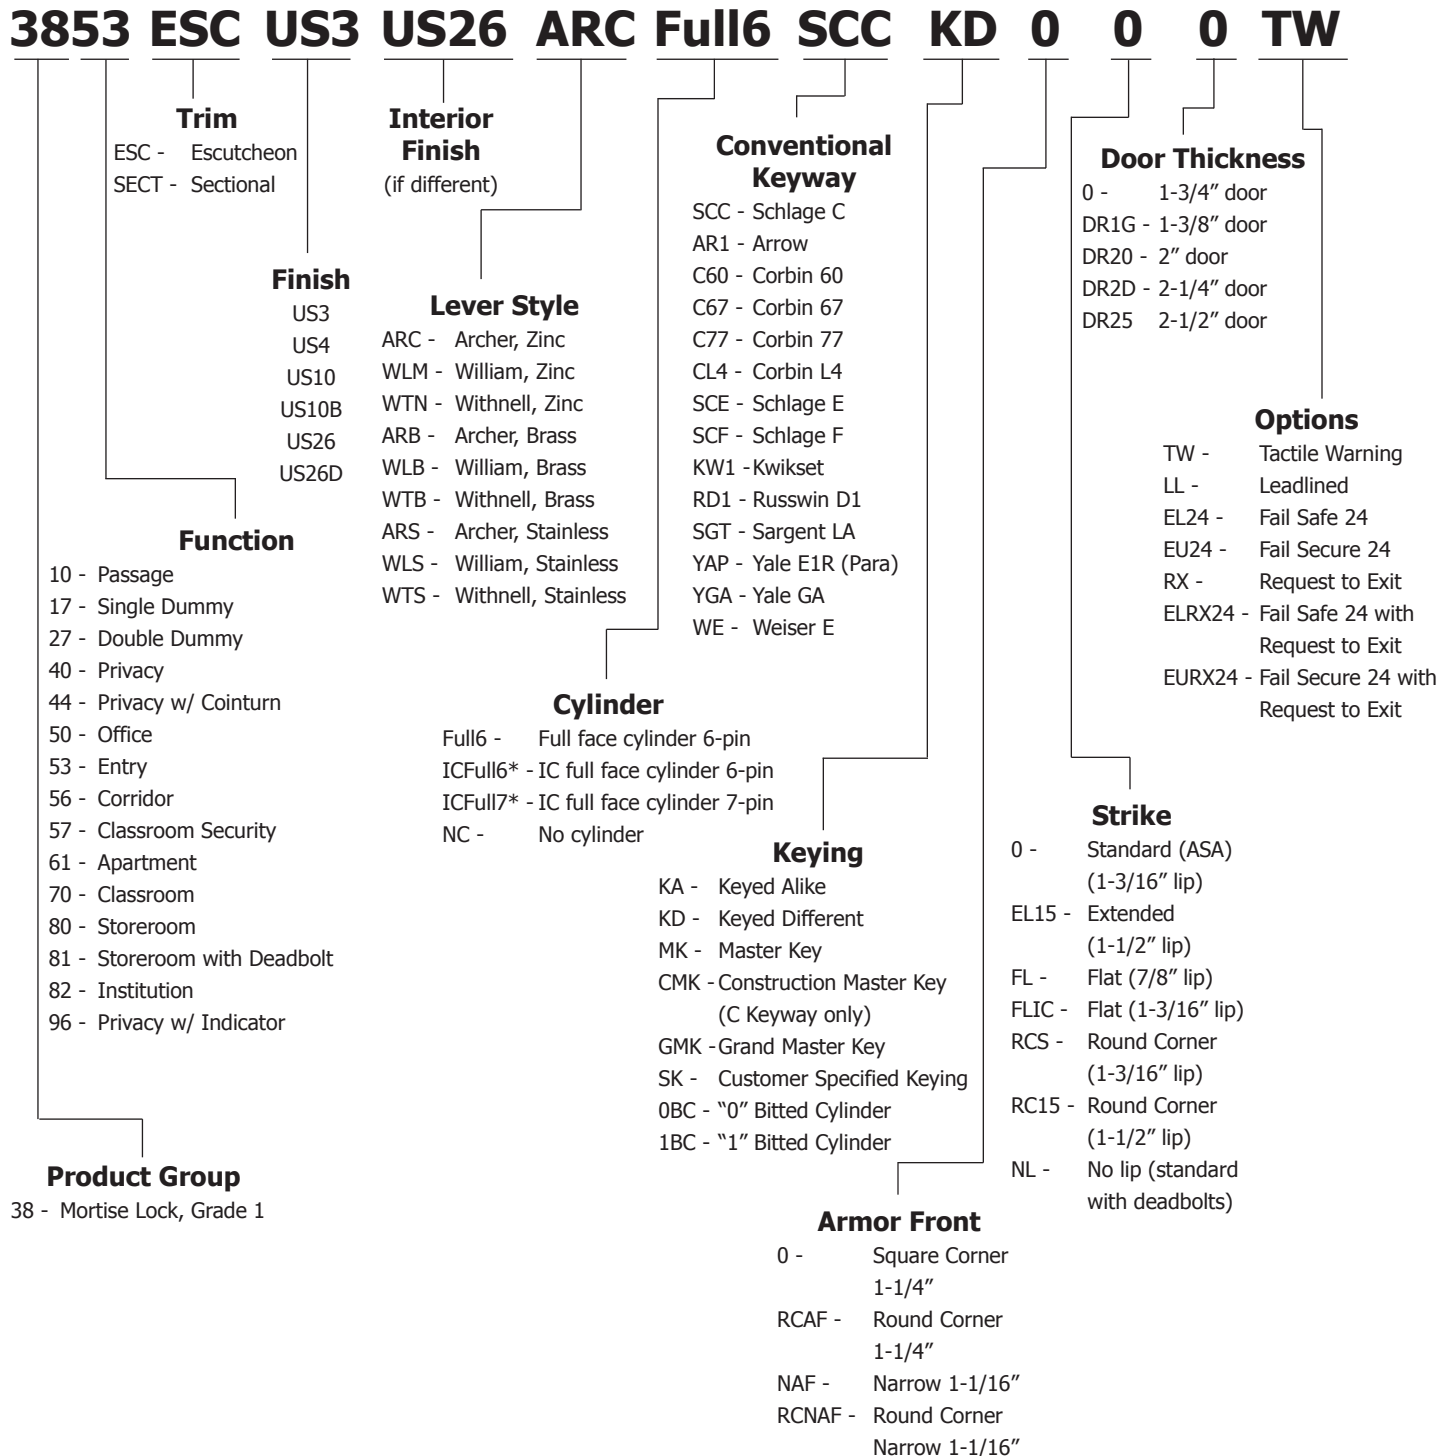 3853 ESC US3 US26 ARC Full6 SCC KD 0 0 0 TW
Trim
ESC - Escutcheon
SECT - Sectional
Interior
Finish
(if different)
Finish
US3
US4
US10
US10B
US26
US26D
Lever Style
ARC - Archer, Zinc
WLM - William, Zinc
WTN - Withnell, Zinc
ARB - Archer, Brass
WLB - William, Brass
WTB - Withnell, Brass
ARS - Archer, Stainless
WLS - William, Stainless
WTS - Withnell, Stainless
Conventional
Keyway
SCC - Schlage C
AR1 - Arrow
C60 - Corbin 60
C67 - Corbin 67
C77 - Corbin 77
CL4 - Corbin L4
SCE - Schlage E
SCF - Schlage F
KW1 - Kwikset
RD1 - Russwin D1
SGT - Sargent LA
YAP - Yale E1R (Para)
YGA - Yale GA
WE - Weiser E
Door Thickness
0 - 1-3/4” door
DR1G - 1-3/8” door
DR20 - 2” door
DR2D - 2-1/4” door
DR25 2-1/2” door
Options
TW - Tactile Warning
LL - Leadlined
EL24 - Fail Safe 24
EU24 - Fail Secure 24
RX - Request to Exit
ELRX24 - Fail Safe 24 with
Request to Exit
EURX24 - Fail Secure 24 with
Request to Exit
Function
10 - Passage
17 - Single Dummy
27 - Double Dummy
40 - Privacy
44 - Privacy w/ Cointurn
50 - Office
53 - Entry
56 - Corridor
57 - Classroom Security
61 - Apartment
70 - Classroom
80 - Storeroom
81 - Storeroom with Deadbolt
82 - Institution
96 - Privacy w/ Indicator
Cylinder
Full6 - Full face cylinder 6-pin
ICFull6* - IC full face cylinder 6-pin
ICFull7* - IC full face cylinder 7-pin
NC - No cylinder
Keying
KA - Keyed Alike
KD - Keyed Different
MK - Master Key
CMK - Construction Master Key
(C Keyway only)
GMK - Grand Master Key
SK - Customer Specified Keying
0BC - “0” Bitted Cylinder
1BC - “1” Bitted Cylinder
Strike
0 - Standard (ASA)
(1-3/16” lip)
EL15 - Extended
(1-1/2” lip)
FL - Flat (7/8” lip)
FLIC - Flat (1-3/16” lip)
RCS - Round Corner
(1-3/16” lip)
RC15 - Round Corner
(1-1/2” lip)
NL - No lip (standard
with deadbolts)
Product Group
38 - Mortise Lock, Grade 1
Armor Front
0 - Square Corner
1-1/4”
RCAF - Round Corner
1-1/4”
NAF - Narrow 1-1/16”
RCNAF - Round Corner
Narrow 1-1/16”